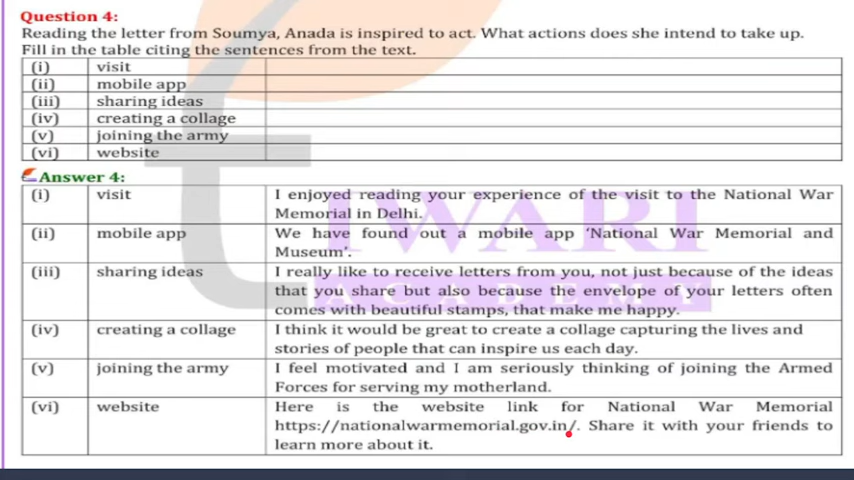 Question 4:
Reading the letter from Soumya, Anada is inspired to act. What actions does she intend to take up.
Fill in the table citing the sentences from the text.
(i) visit
(ii) mobile app
(iii) sharing ideas
(iv) creating a collage
(v) joining the army
(vi) website
Answer 4:
(i) visit I enjoyed reading your experience of the visit to the National War
Memorial in Delhi.
(ii) mobile app We have found out a mobile app ‘National War Memorial and
Museum’.
(iii) sharing ideas I really like to receive letters from you, not just because of the ideas
that you share but also because the envelope of your letters often
comes with beautiful stamps, that make me happy.
(iv) creating a collage I think it would be great to create a collage capturing the lives and
stories of people that can inspire us each day.
(v) joining the army I feel motivated and I am seriously thinking of joining the Armed
Forces for serving my motherland.
(vi) website Here is the website link for National War Memorial
https://nationalwarmemorial.gov.in/. Share it with your friends to
learn more about it.
TIWARI
ACADEMY